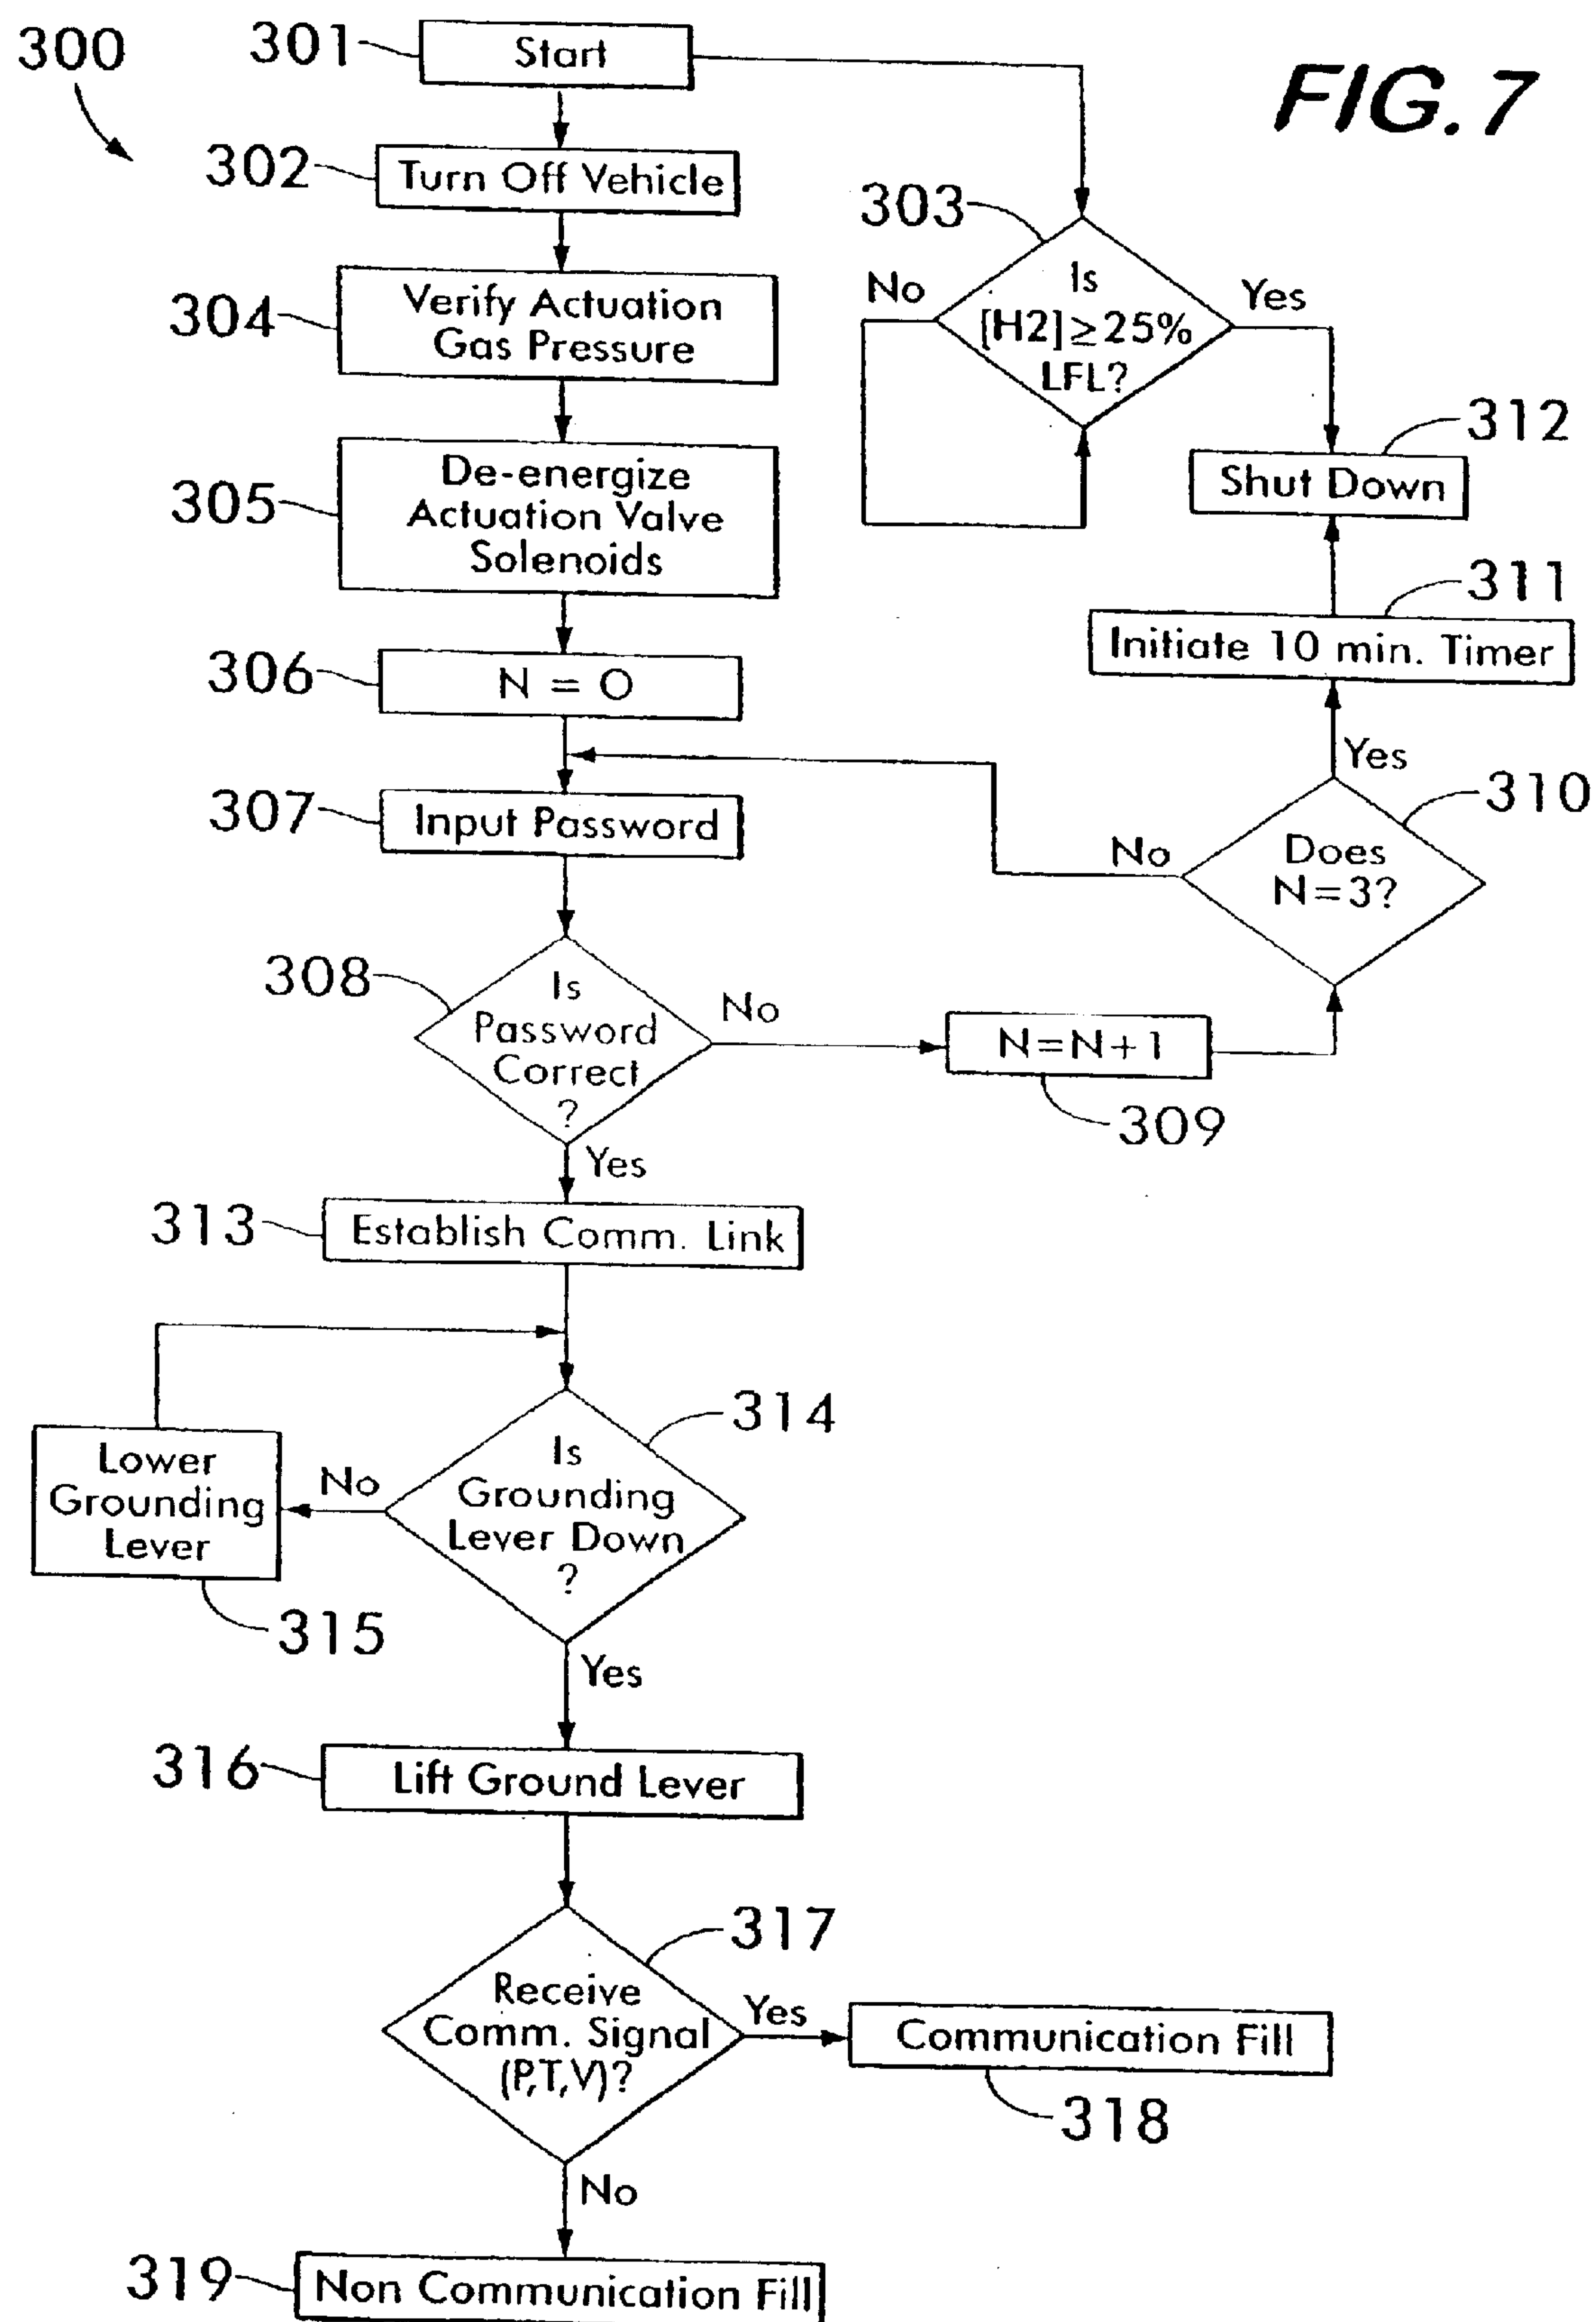 300
301
Start
FIG. 7
302
Turn Off Vehicle
303
Is
[H2]≥25%
LFL?
No
Yes
304
Verify Actuation
Gas Pressure
312
Shut Down
305
De-energize
Actuation Valve
Solenoids
311
Initiate 10 min. Timer
306
N = O
Yes
310
Does
N=3?
No
307
Input Password
308
Is
Password
Correct
?
No
N=N+1
309
Yes
313
Establish Comm. Link
314
Is
Grounding
Lever Down
?
No
Lower
Grounding
Lever
315
Yes
316
Lift Ground Lever
317
Receive
Comm. Signal
(P,T,V)?
Yes
Communication Fill
318
No
319
Non Communication Fill